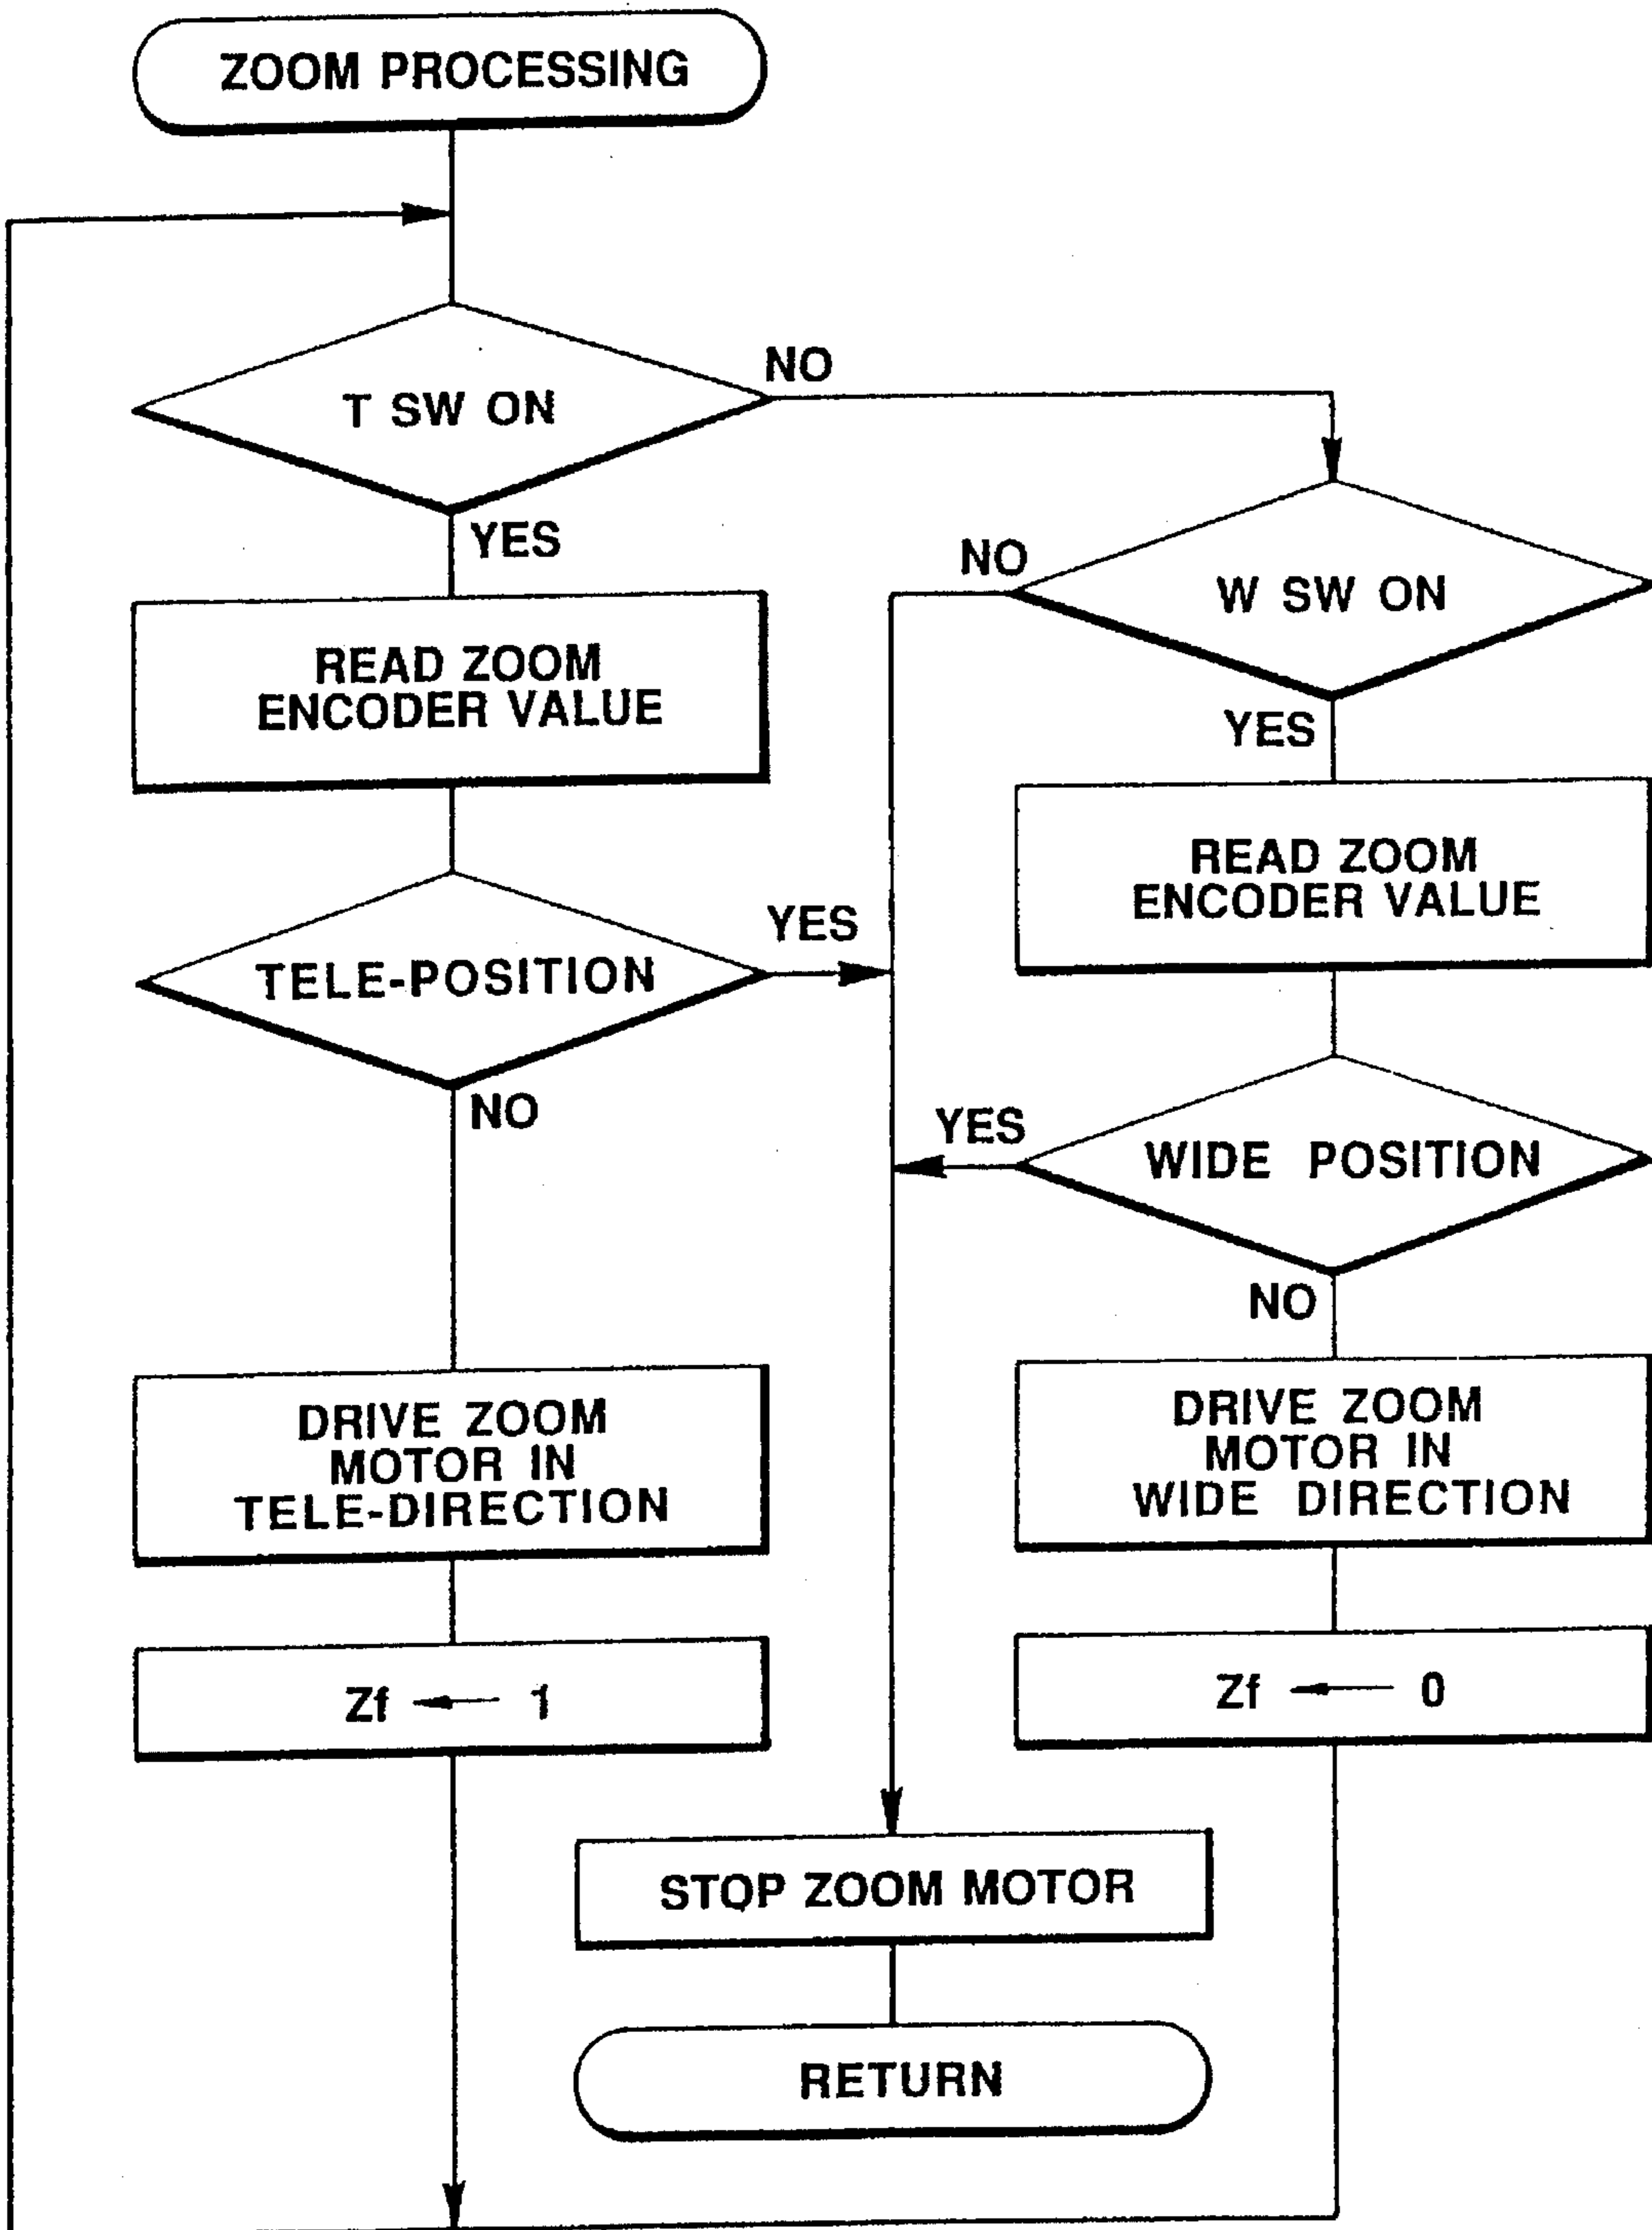 ZOOM PROCESSING
T SW ON
NO
YES
W SW ON
NO
YES
READ ZOOM
ENCODER VALUE
READ ZOOM
ENCODER VALUE
TELE-POSITION
YES
NO
WIDE POSITION
YES
NO
DRIVE ZOOM
MOTOR IN
TELE-DIRECTION
DRIVE ZOOM
MOTOR IN
WIDE DIRECTION
Zf ← 1
Zf ← 0
STOP ZOOM MOTOR
RETURN